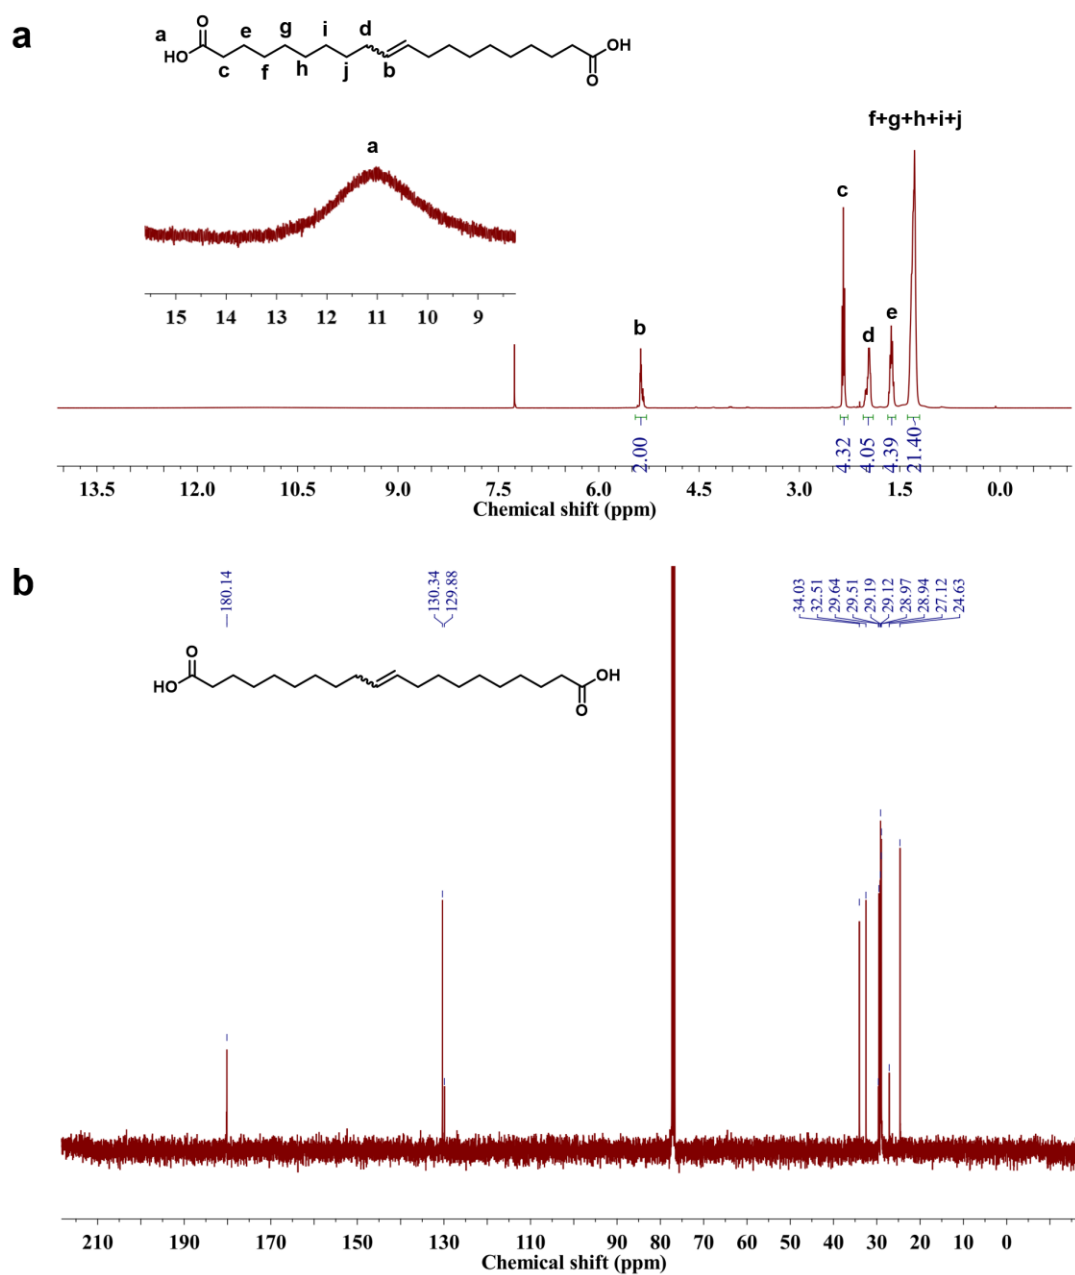 a
a
HO
O
c
e
f
g
h
i
j
d
b
OH
O
f+g+h+i+j
a
c
b
d
e
15 14 13 12 11 10 9
2.00 4.32 4.05 4.39 21.40
13.5 12.0 10.5 9.0 7.5 6.0 4.5 3.0 1.5 0.0
Chemical shift (ppm)
b
180.14
130.34
129.88
34.03
32.51
29.64
29.51
29.19
29.12
28.97
28.94
27.12
24.63
O
HO
OH
O
210 190 170 150 130 110 90 80 70 60 50 40 30 20 10 0
Chemical shift (ppm)